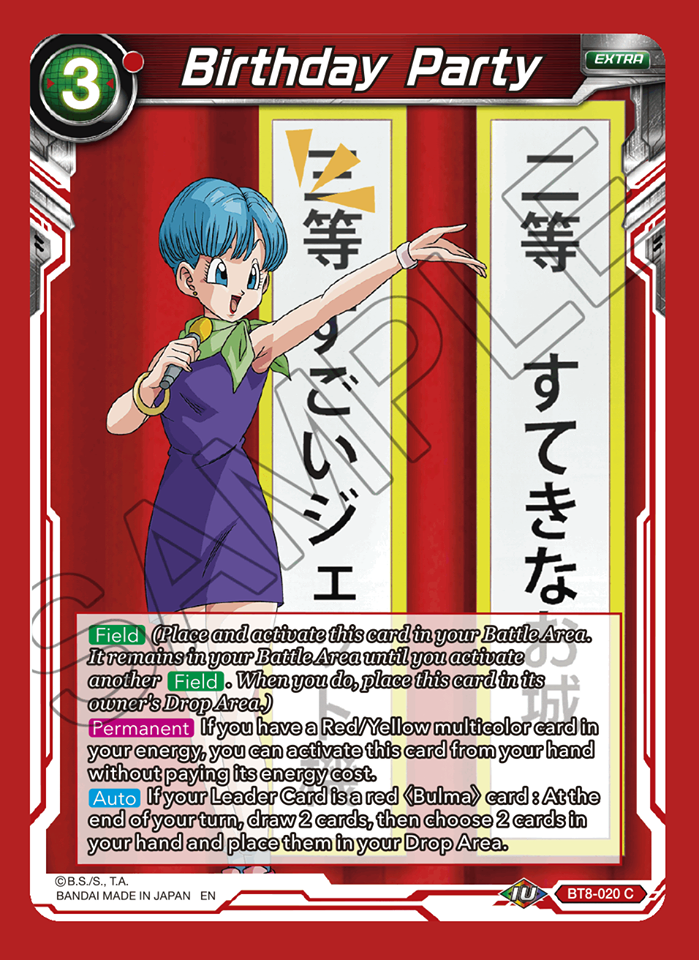 3
Birthday Party
EXTRA
二等 すてきなお城
三等 すごいジェット機
SAMPLE
Field (Place and activate this card in your Battle Area.
It remains in your Battle Area until you activate
another Field . When you do, place this card in its
owner's Drop Area.)
Permanent If you have a Red/Yellow multicolor card in
your energy, you can activate this card from your hand
without paying its energy cost.
Auto If your Leader Card is a red 《Bulma》 card : At the
end of your turn, draw 2 cards, then choose 2 cards in
your hand and place them in your Drop Area.
©B.S./S., T.A.
BANDAI MADE IN JAPAN EN
IU
BT8-020 C